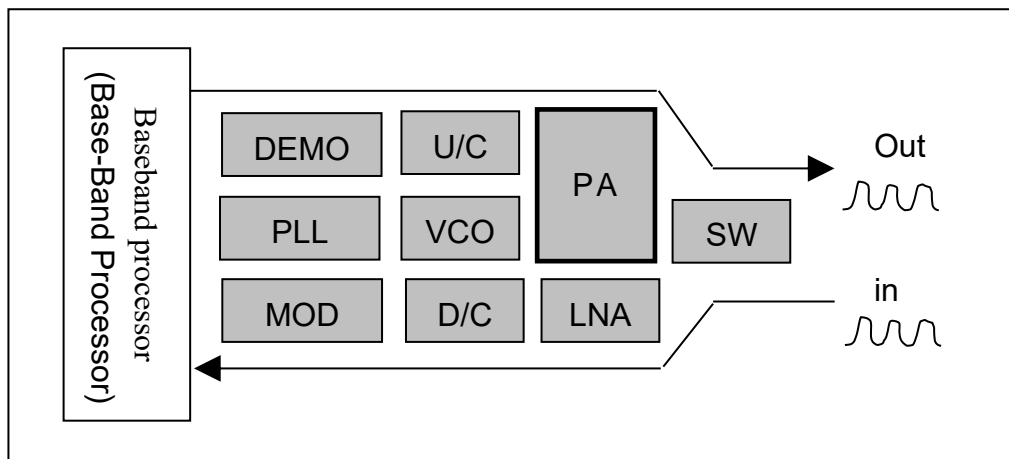 Baseband processor
(Base-Band Processor)
DEMO
U/C
PA
Out
PLL
VCO
SW
MOD
D/C
LNA
in